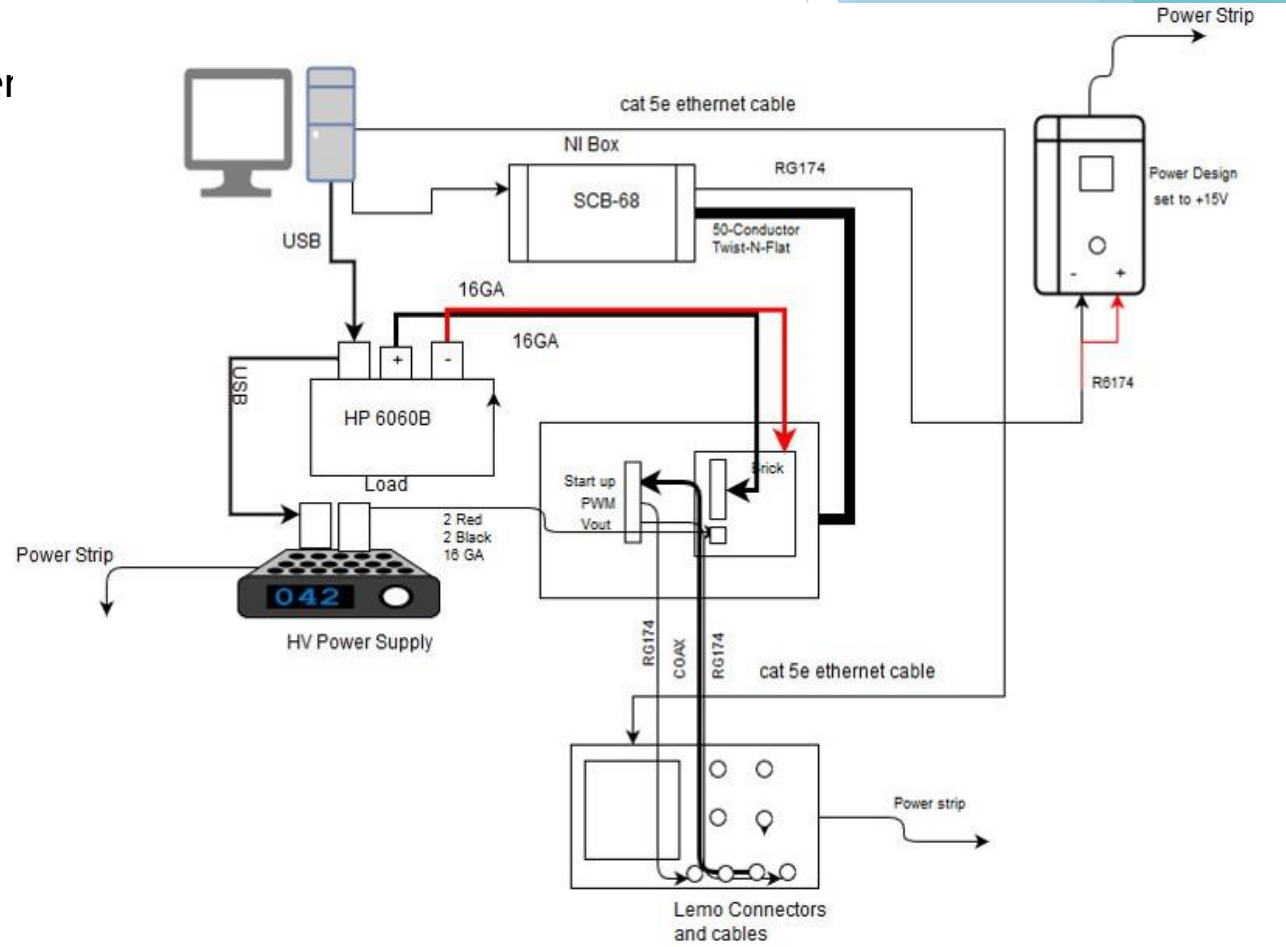 Power Strip
er
cat 5e ethernet cable
NI Box
RG174
SCB-68
Power Design
set to +15V
USB
50-Conductor
Twist-N-Flat
- +
16GA
16GA
+ -
USB
R6174
HP 6060B
Load
Start up
PWM
Vout
rick
2 Red
2 Black
16 GA
Power Strip
042
HV Power Supply
RG174
COAX
RG174
cat 5e ethernet cable
Power strip
Lemo Connectors
and cables